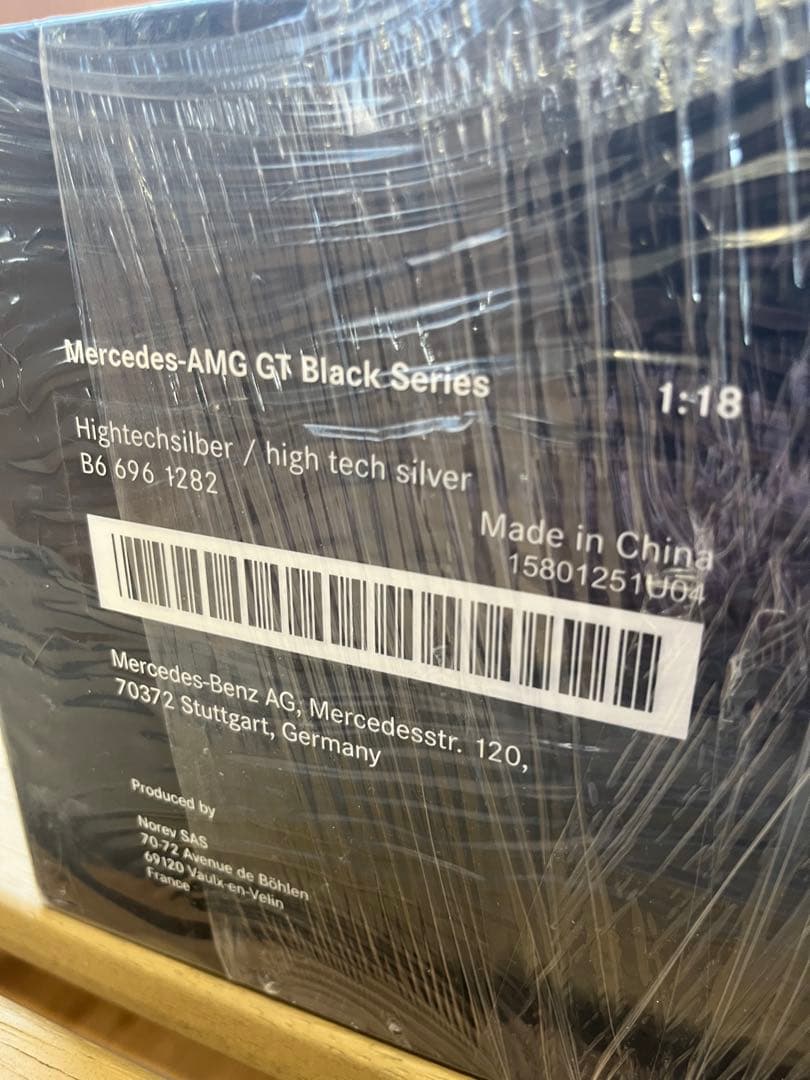 Mercedes-AMG GT Black Series
1:18
Hightechsilber / high tech silver
B6 696 1282
Made in China
15801251U04
Mercedes-Benz AG, Mercedesstr. 120,
70372 Stuttgart, Germany
Produced by
Norev SAS
70-72 Avenue de Böhlen
69120 Vaulx-en-Velin
France